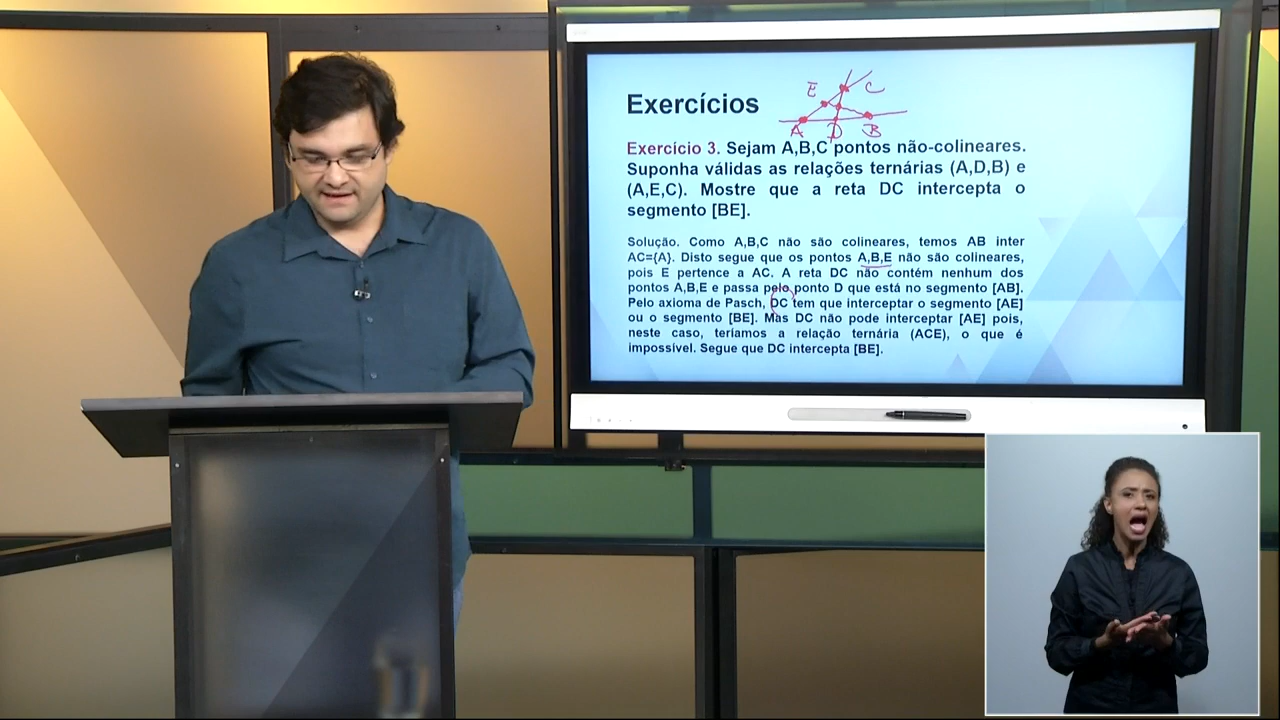 Exercícios
E C
A D B
Exercício 3. Sejam A,B,C pontos não-colineares.
Suponha válidas as relações ternárias (A,D,B) e
(A,E,C). Mostre que a reta DC intercepta o
segmento [BE].
Solução. Como A,B,C não são colineares, temos AB inter
AC={A}. Disto segue que os pontos A,B,E não são colineares,
pois E pertence a AC. A reta DC não contém nenhum dos
pontos A,B,E e passa pelo ponto D que está no segmento [AB].
Pelo axioma de Pasch, DC tem que interceptar o segmento [AE]
ou o segmento [BE]. Mas DC não pode interceptar [AE] pois,
neste caso, teríamos a relação ternária (ACE), o que é
impossível. Segue que DC intercepta [BE].